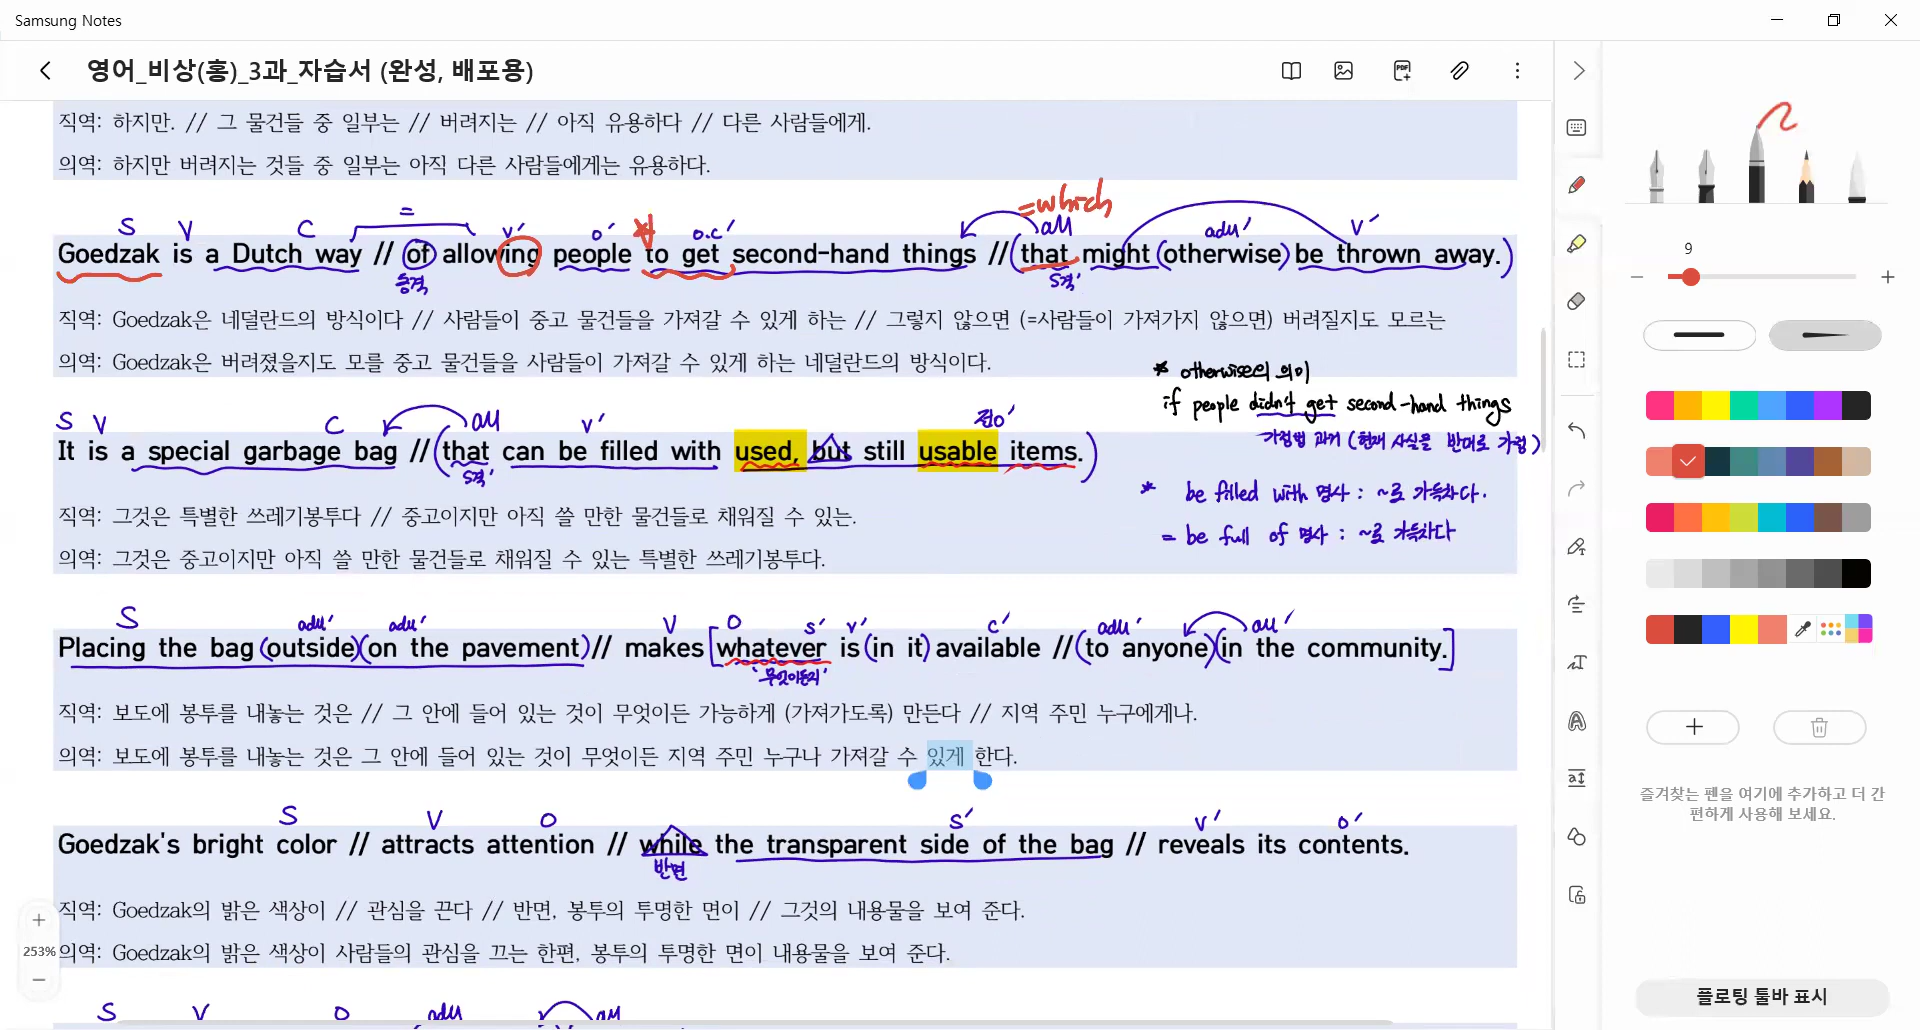 Samsung Notes
영어_비상(홍)_3과_자습서 (완성, 배포용)
직역: 하지만. // 그 물건들 중 일부는 // 버려지는 // 아직 유용하다 // 다른 사람들에게.
의역: 하지만 버려지는 것들 중 일부는 아직 다른 사람들에게는 유용하다.
=which
S V C = v' o' o.c' adv' v'
Goedzak is a Dutch way // of allowing people to get second-hand things // (that might (otherwise) be thrown away.)
동격 S격'
직역: Goedzak은 네덜란드의 방식이다 // 사람들이 중고 물건들을 가져갈 수 있게 하는 // 그렇지 않으면 (=사람들이 가져가지 않으면) 버려질지도 모르는
의역: Goedzak은 버려졌을지도 모를 중고 물건들을 사람들이 가져갈 수 있게 하는 네덜란드의 방식이다.
* otherwise의 의미
if people didn't get second-hand things
가정법 과거 (현재 사실을 반대로 가정)
S V C v' 전o'
It is a special garbage bag // (that can be filled with used, but still usable items.)
S격'
* be filled with 명사 : ~로 가득차다.
= be full of 명사 : ~로 가득차다
직역: 그것은 특별한 쓰레기봉투다 // 중고이지만 아직 쓸 만한 물건들로 채워질 수 있는.
의역: 그것은 중고이지만 아직 쓸 만한 물건들로 채워질 수 있는 특별한 쓰레기봉투다.
S adv' adv' V O s' v' c' adv'
Placing the bag (outside)(on the pavement) // makes [whatever is (in it) available // (to anyone)(in the community.]
'무엇이든지'
직역: 보도에 봉투를 내놓는 것은 // 그 안에 들어 있는 것이 무엇이든 가능하게 (가져가도록) 만든다 // 지역 주민 누구에게나.
의역: 보도에 봉투를 내놓는 것은 그 안에 들어 있는 것이 무엇이든 지역 주민 누구나 가져갈 수 있게 한다.
S V O s' v' o'
Goedzak's bright color // attracts attention // while the transparent side of the bag // reveals its contents.
반면
직역: Goedzak의 밝은 색상이 // 관심을 끈다 // 반면, 봉투의 투명한 면이 // 그것의 내용물을 보여 준다.
의역: Goedzak의 밝은 색상이 사람들의 관심을 끄는 한편, 봉투의 투명한 면이 내용물을 보여 준다.
S V O
253%
9
즐겨찾는 펜을 여기에 추가하고 더 간
편하게 사용해 보세요.
플로팅 툴바 표시